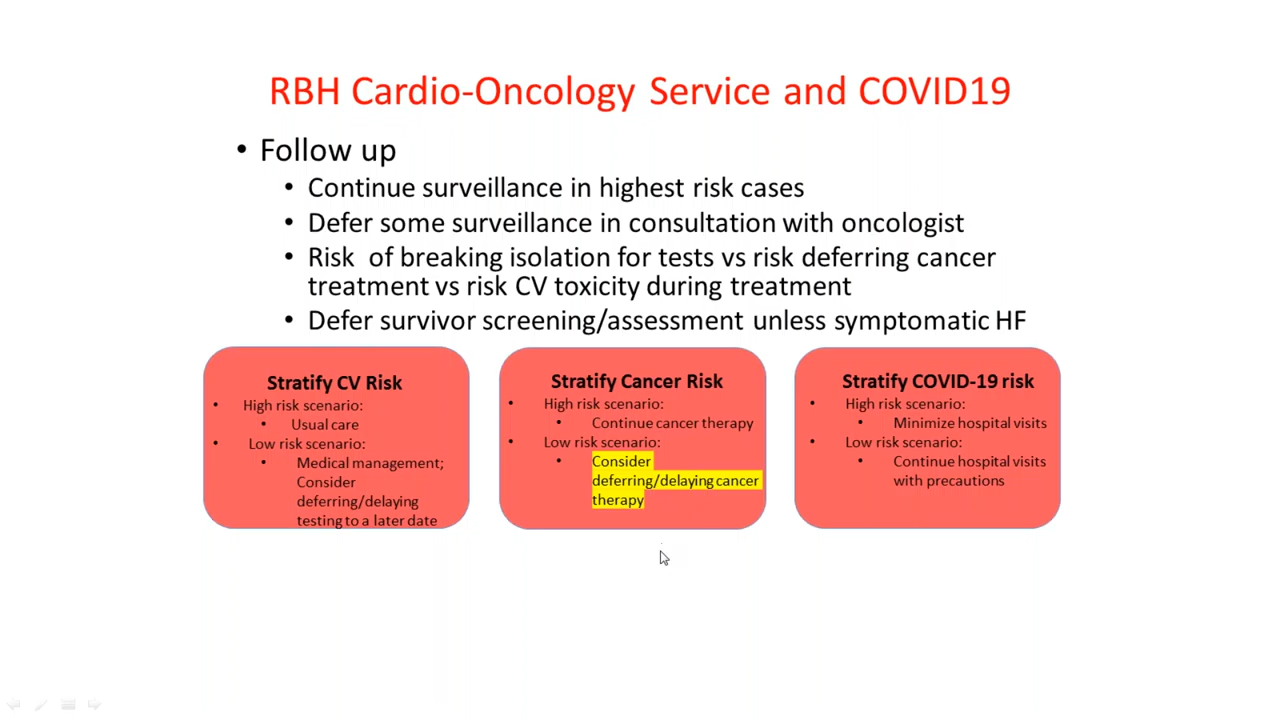 RBH Cardio-Oncology Service and COVID19
• Follow up
• Continue surveillance in highest risk cases
• Defer some surveillance in consultation with oncologist
• Risk of breaking isolation for tests vs risk deferring cancer
treatment vs risk CV toxicity during treatment
• Defer survivor screening/assessment unless symptomatic HF
Stratify CV Risk
• High risk scenario:
• Usual care
• Low risk scenario:
• Medical management;
Consider
deferring/delaying
testing to a later date
Stratify Cancer Risk
• High risk scenario:
• Continue cancer therapy
• Low risk scenario:
• Consider
deferring/delaying cancer
therapy
Stratify COVID-19 risk
• High risk scenario:
• Minimize hospital visits
• Low risk scenario:
• Continue hospital visits
with precautions